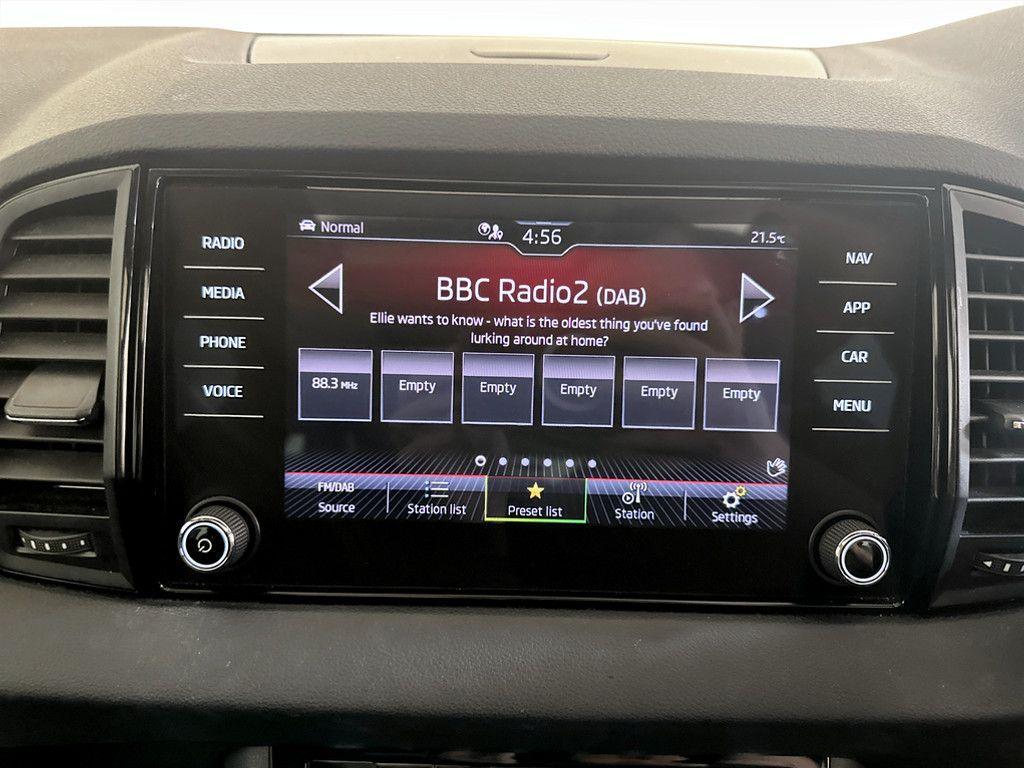 RADIO
MEDIA
PHONE
VOICE
Normal
4:56
21.5°C
BBC Radio2 (DAB)
Ellie wants to know - what is the oldest thing you've found
lurking around at home?
88.3 MHz
Empty
Empty
Empty
Empty
Empty
FM/DAB
Source
Station list
Preset list
Station
Settings
NAV
APP
CAR
MENU